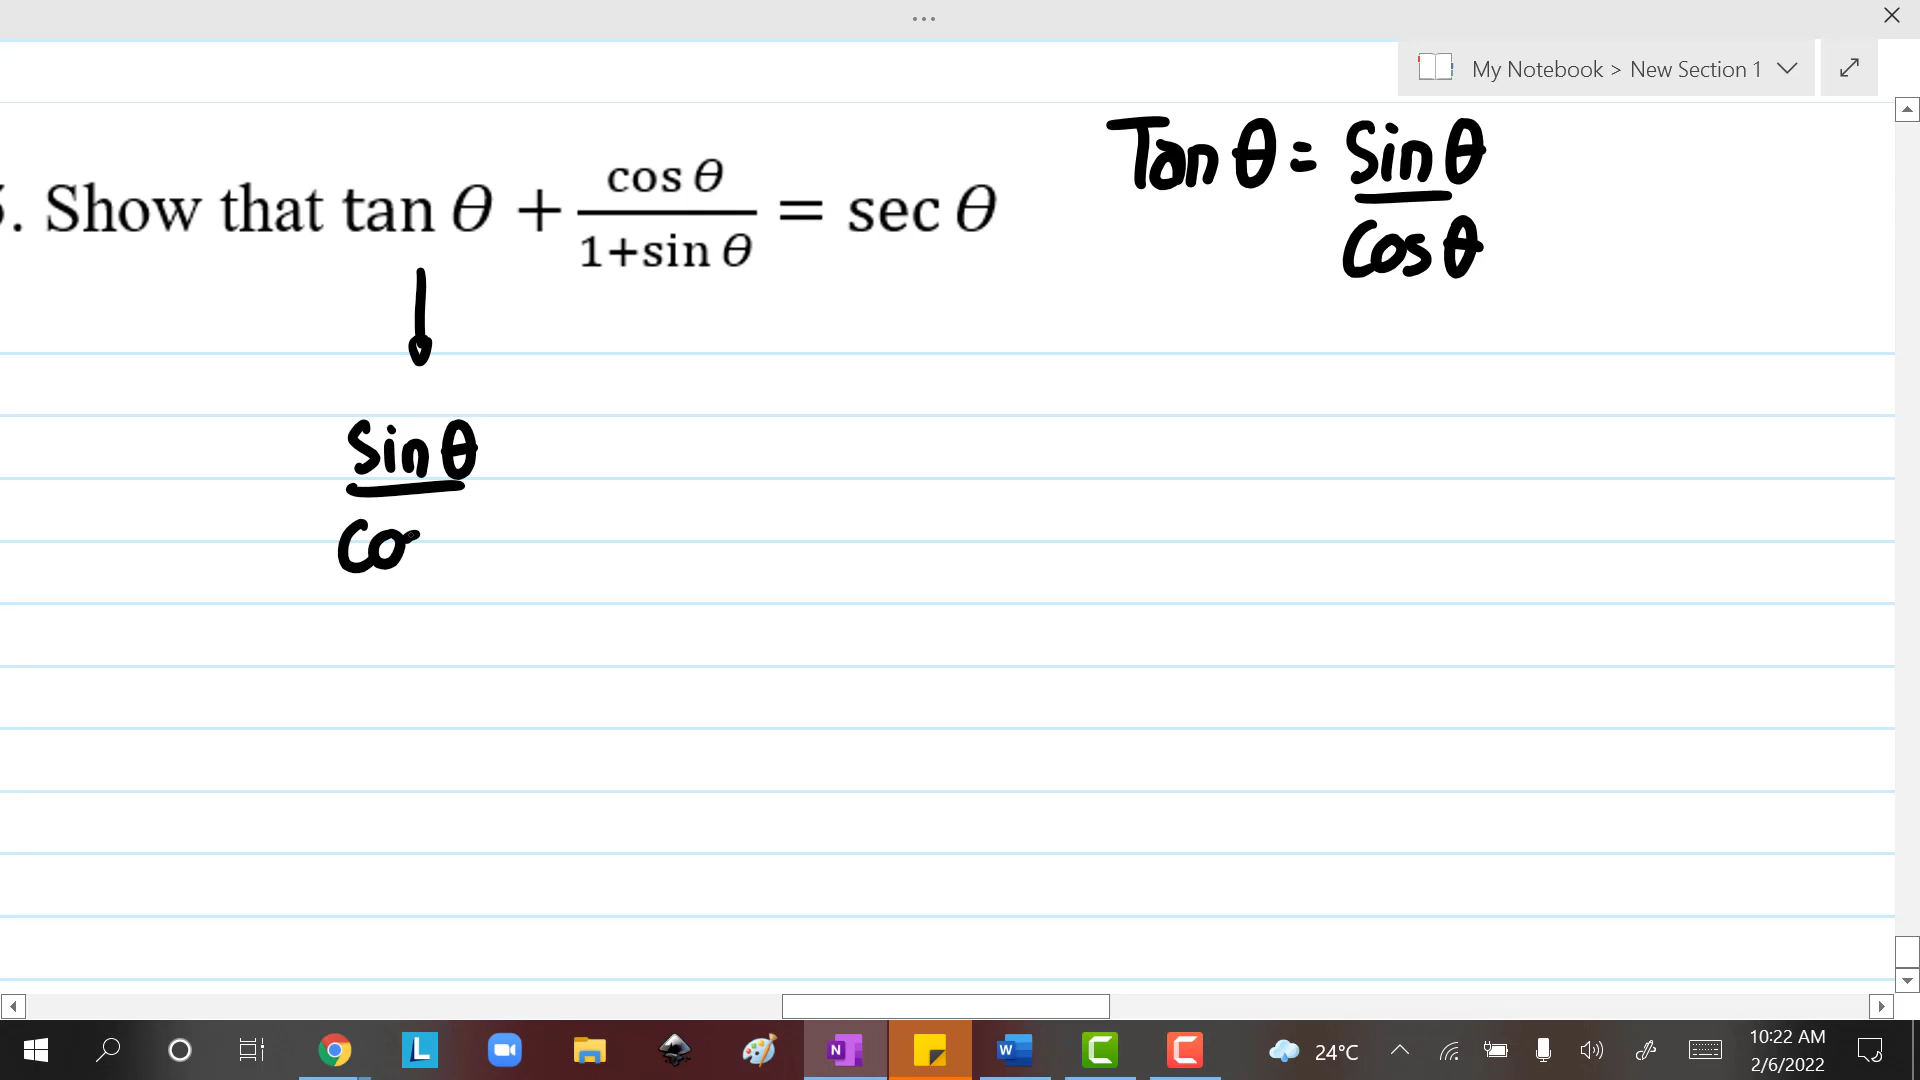 ...
My Notebook > New Section 1
. Show that tan θ + cos θ / 1+sin θ = sec θ
Tan θ = Sin θ
Cos θ
Sin θ
Co
24°C
10:22 AM
2/6/2022